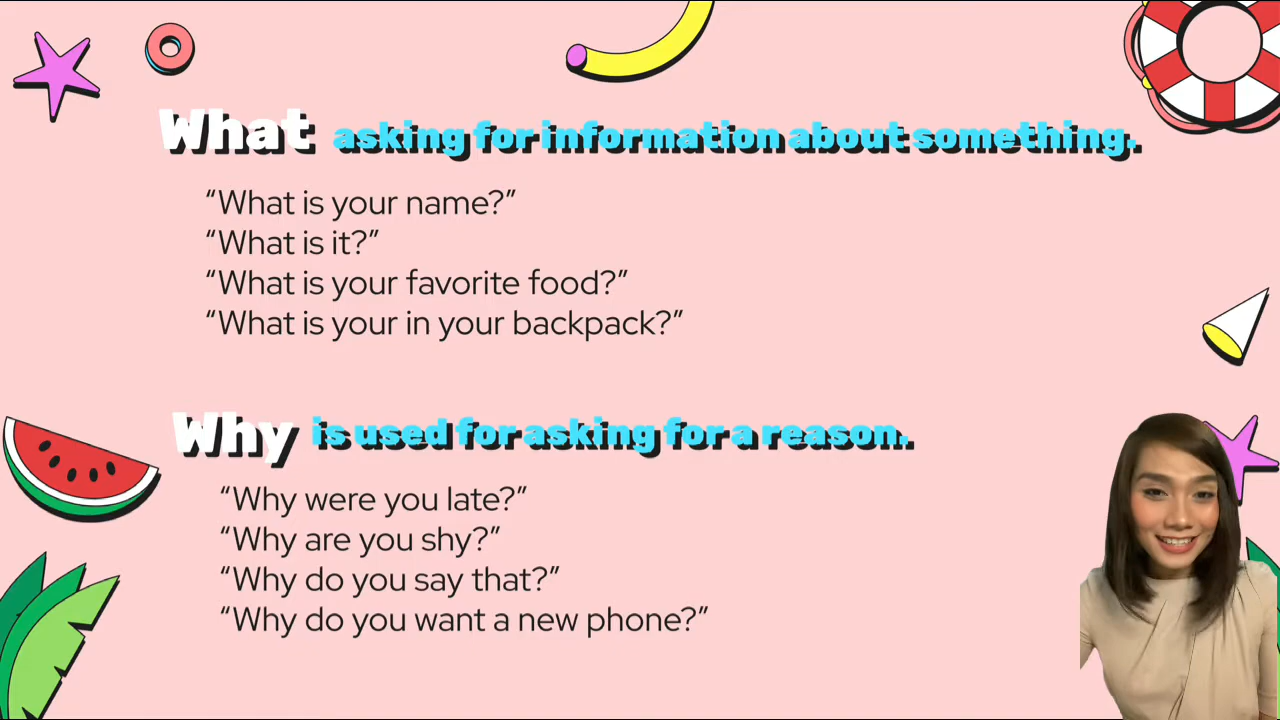 What asking for information about something.
“What is your name?”
“What is it?”
“What is your favorite food?”
“What is your in your backpack?”
Why is used for asking for a reason.
“Why were you late?”
“Why are you shy?”
“Why do you say that?”
“Why do you want a new phone?”